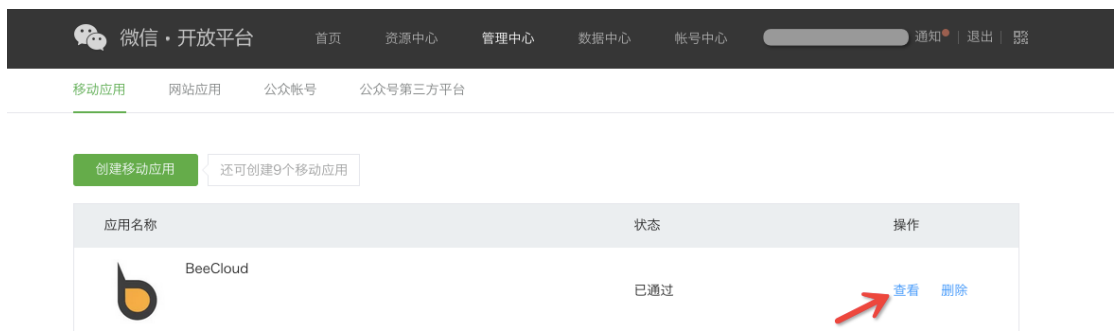 微信·开放平台 首页 资源中心 管理中心 数据中心 帐号中心 通知 | 退出 |
移动应用 网站应用 公众帐号 公众号第三方平台
创建移动应用 还可创建9个移动应用
应用名称 状态 操作
BeeCloud
已通过 查看 删除